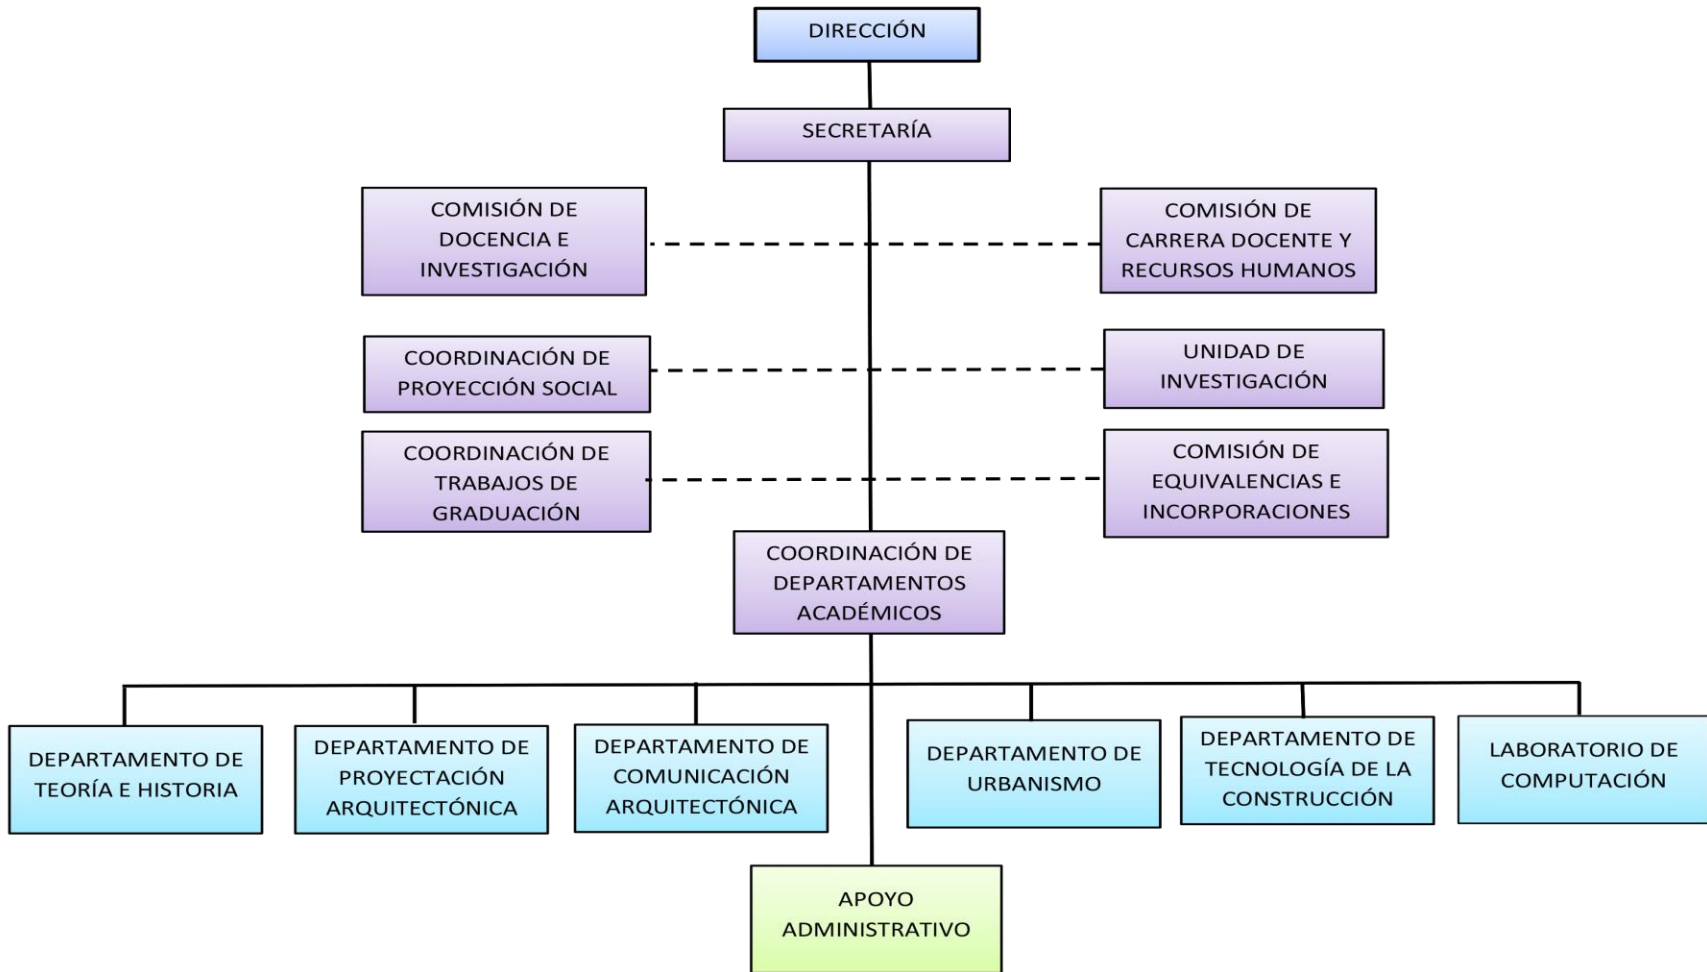 DIRECCIÓN
SECRETARÍA
COMISIÓN DE
DOCENCIA E
INVESTIGACIÓN
COMISIÓN DE
CARRERA DOCENTE Y
RECURSOS HUMANOS
COORDINACIÓN DE
PROYECCIÓN SOCIAL
UNIDAD DE
INVESTIGACIÓN
COORDINACIÓN DE
TRABAJOS DE
GRADUACIÓN
COMISIÓN DE
EQUIVALENCIAS E
INCORPORACIONES
COORDINACIÓN DE
DEPARTAMENTOS
ACADÉMICOS
DEPARTAMENTO DE
TEORÍA E HISTORIA
DEPARTAMENTO DE
PROYECTACIÓN
ARQUITECTÓNICA
DEPARTAMENTO DE
COMUNICACIÓN
ARQUITECTÓNICA
DEPARTAMENTO DE
URBANISMO
DEPARTAMENTO DE
TECNOLOGÍA DE LA
CONSTRUCCIÓN
LABORATORIO DE
COMPUTACIÓN
APOYO
ADMINISTRATIVO